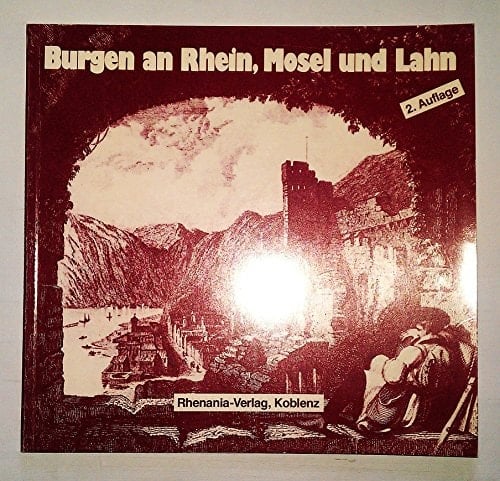 Burgen an Rhein, Mosel und Lahn
2. Auflage
Rhenania-Verlag, Koblenz